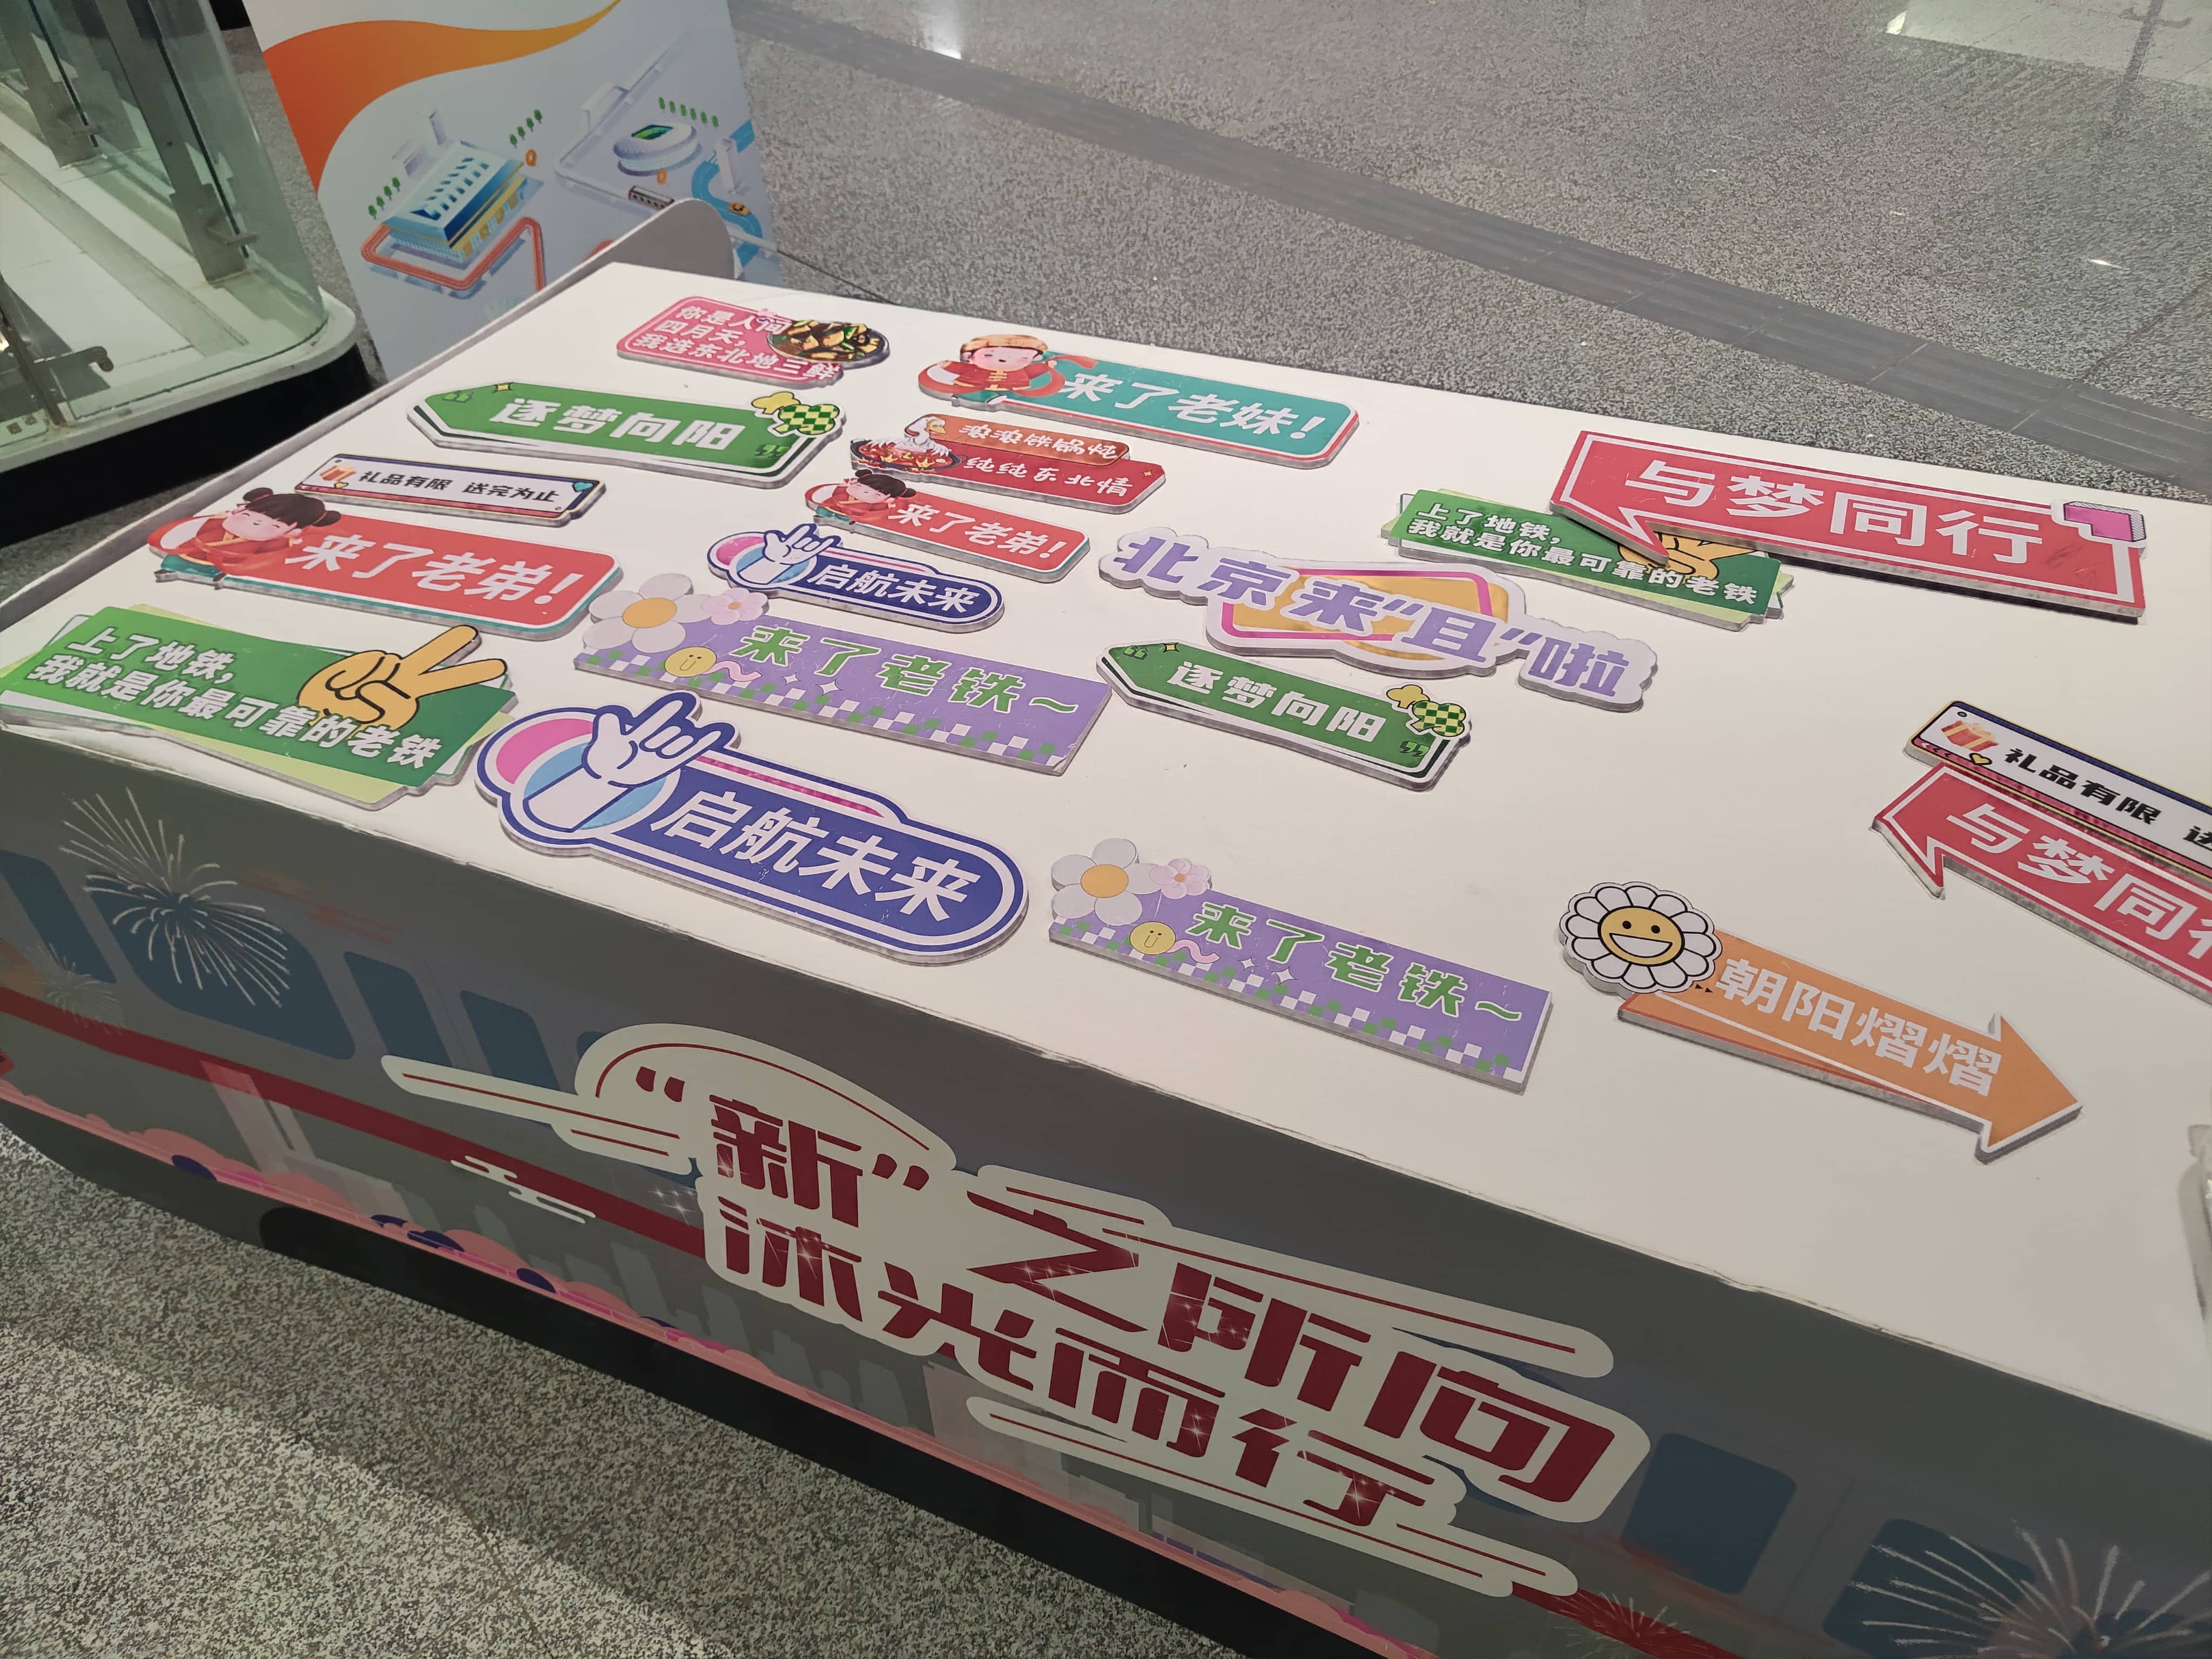 你是人间
四月天，
我选东北地三鲜
来了老妹！
逐梦向阳
滚滚铁锅炖
纯纯东北情
礼品有限 送完为止
来了老弟！
来了老弟！
启航未来
与梦同行
上了地铁，
我就是你最可靠的老铁
北京来“且”啦
上了地铁，
我就是你最可靠的老铁
来了老铁~
逐梦向阳
启航未来
礼品有限 送
与梦同行
来了老铁~
朝阳熠熠
“新”之所向
沐光而行